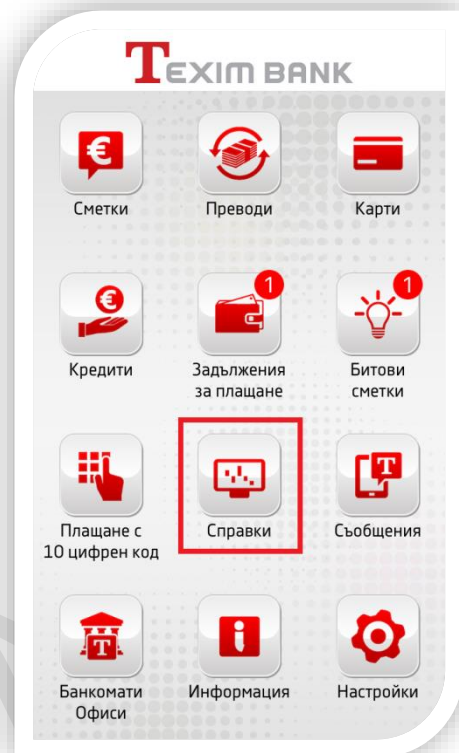 TEXIM BANK
Сметки
Преводи
Карти
1
1
Кредити
Задължения
за плащане
Битови
сметки
T
Плащане с
10 цифрен код
Справки
Съобщения
T
i
Банкомати
Офиси
Информация
Настройки